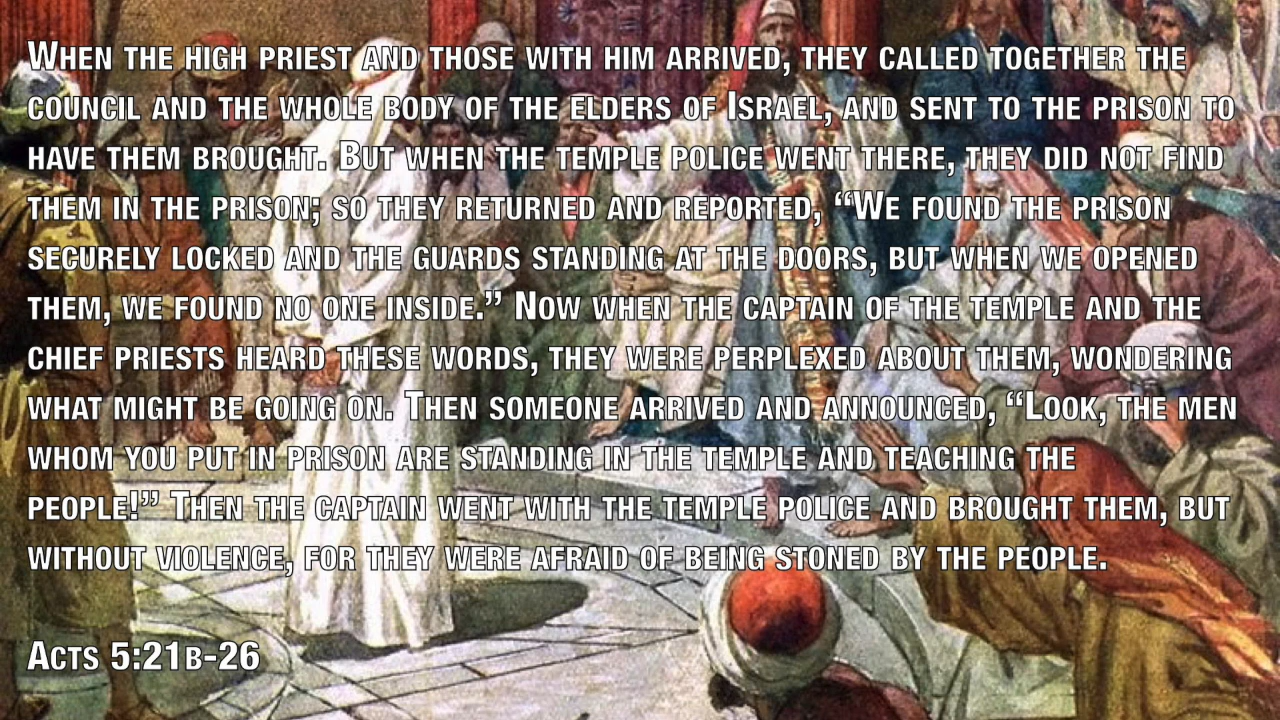 When the high priest and those with him arrived, they called together the
council and the whole body of the elders of Israel, and sent to the prison to
have them brought. But when the temple police went there, they did not find
them in the prison; so they returned and reported, “We found the prison
securely locked and the guards standing at the doors, but when we opened
them, we found no one inside.” Now when the captain of the temple and the
chief priests heard these words, they were perplexed about them, wondering
what might be going on. Then someone arrived and announced, “Look, the men
whom you put in prison are standing in the temple and teaching the
people!” Then the captain went with the temple police and brought them, but
without violence, for they were afraid of being stoned by the people.
Acts 5:21b-26